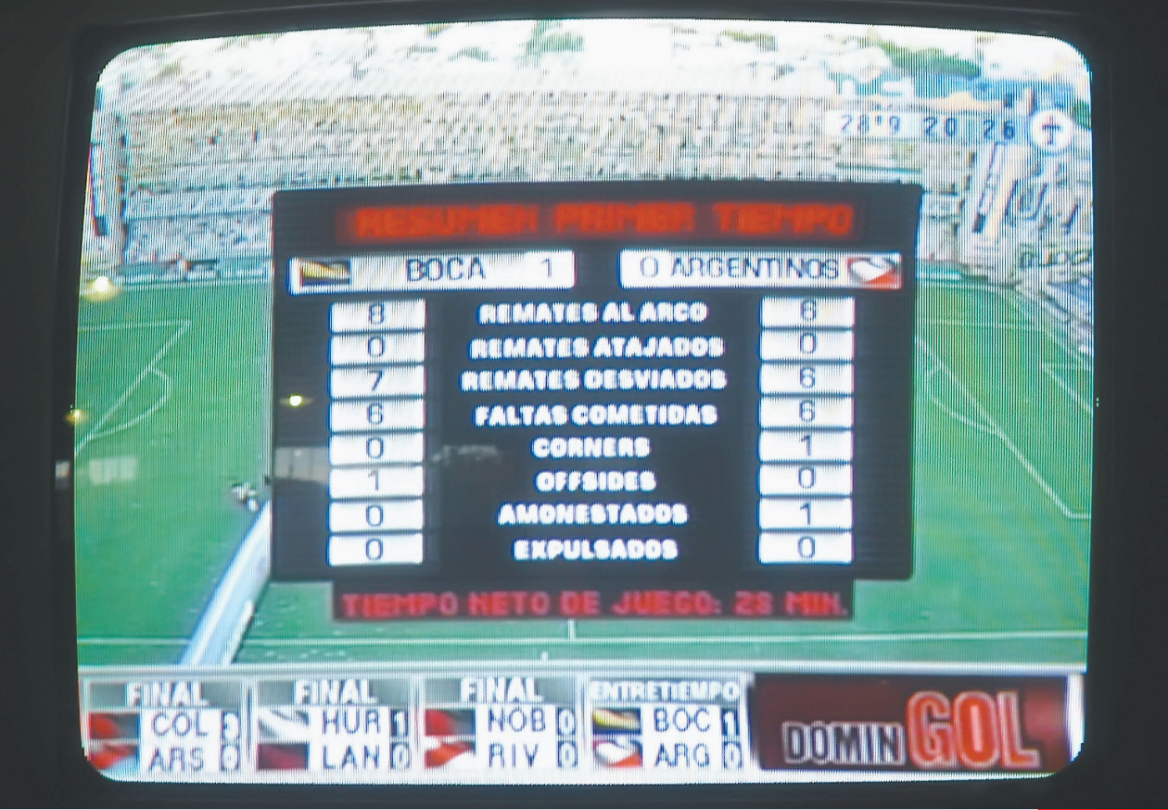 28°9 20 26
RESUMEN PRIMER TIEMPO
BOCA 1 0 ARGENTINOS
8 REMATES AL ARCO 6
0 REMATES ATAJADOS 0
7 REMATES DESVIADOS 6
6 FALTAS COMETIDAS 6
0 CORNERS 1
1 OFFSIDES 0
0 AMONESTADOS 1
0 EXPULSADOS 0
TIEMPO NETO DE JUEGO: 28 MIN.
FINAL FINAL FINAL ENTRETIEMPO
COL 3 HUR 1 NOB 0 BOC 1
ARS 0 LAN 0 RIV 0 ARG 0
DOMINGOL